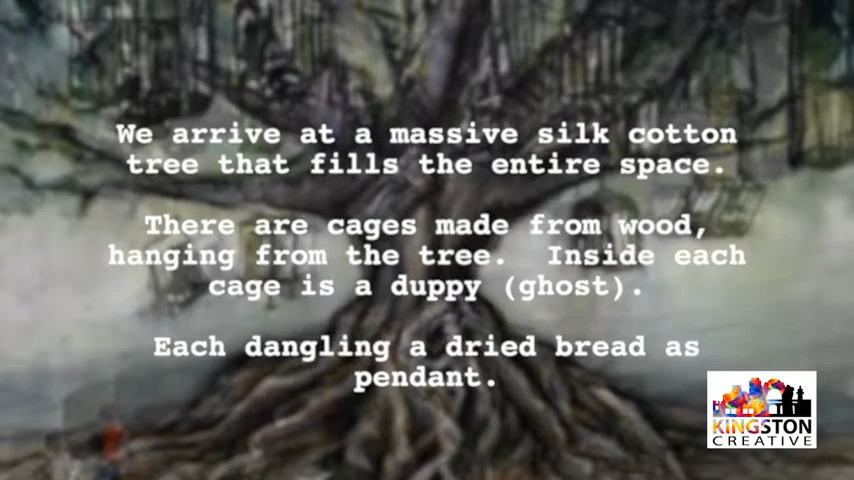 We arrive at a massive silk cotton
tree that fills the entire space.
There are cages made from wood,
hanging from the tree.  Inside each
cage is a duppy (ghost).
Each dangling a dried bread as
pendant.
KINGSTON
CREATIVE